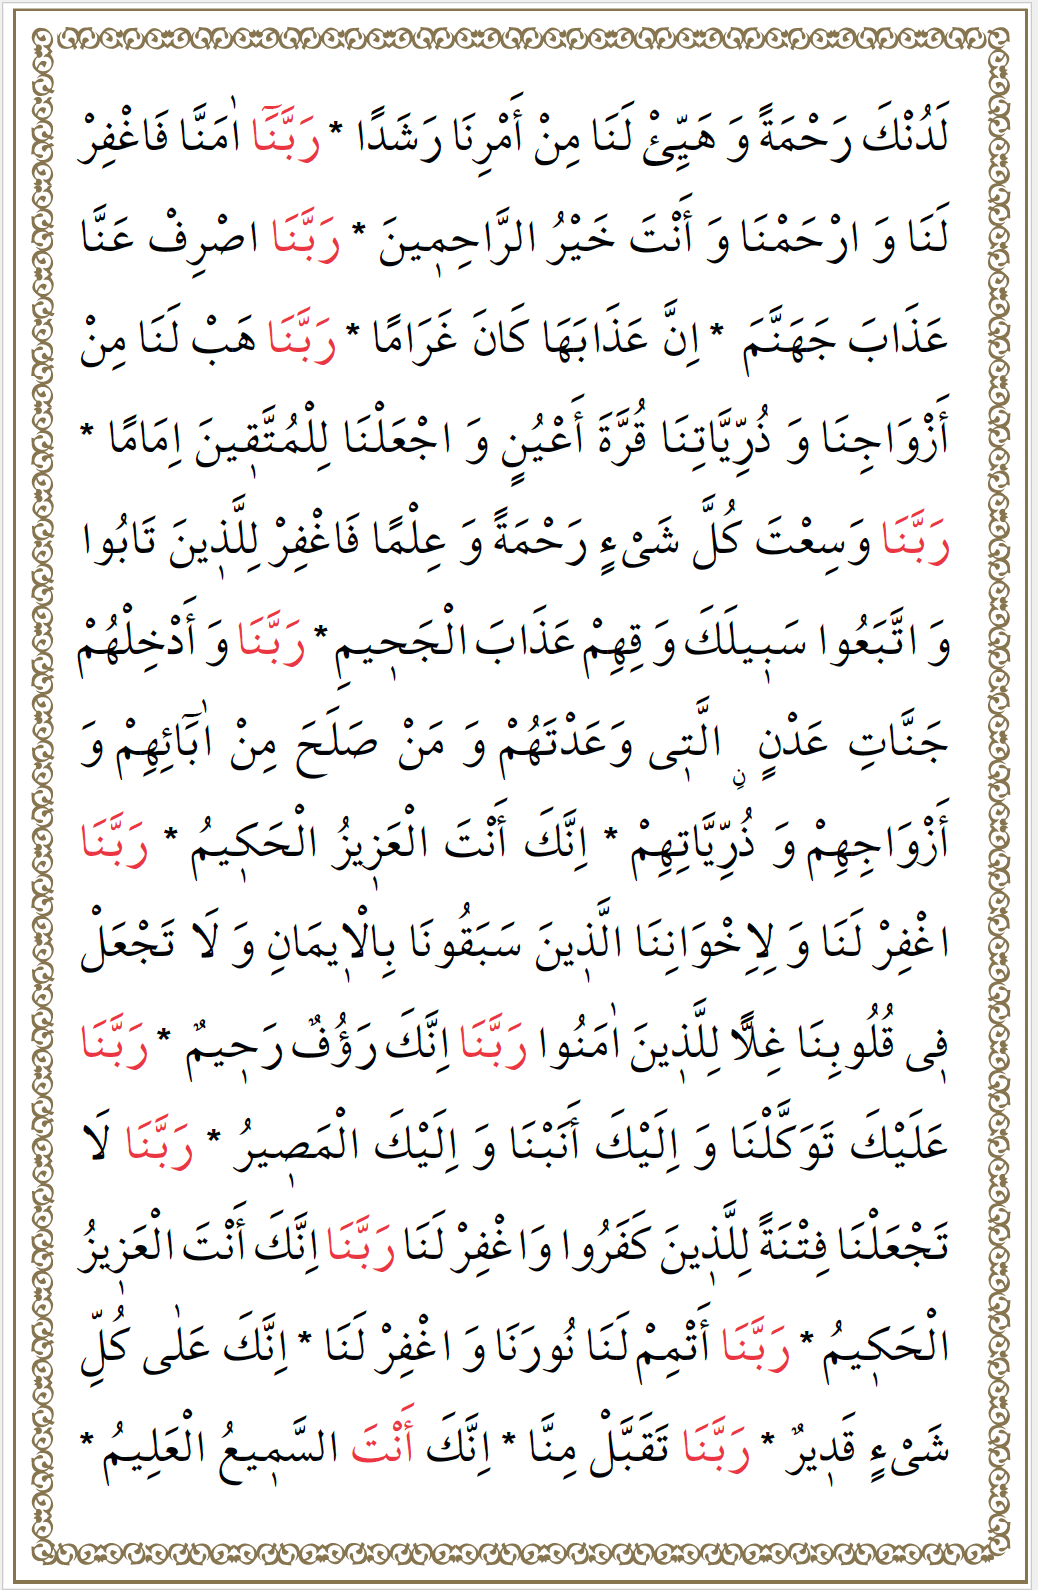 لَدُنْكَ رَحْمَةً وَ هَيِّئْ لَنَا مِنْ أَمْرِنَا رَشَدًا * رَبَّنَٓا اٰمَنَّا فَاغْفِرْ
لَنَا وَ ارْحَمْنَا وَ أَنْتَ خَيْرُ الرَّاحِمٖينَ * رَبَّنَا اصْرِفْ عَنَّا
عَذَابَ جَهَنَّمَ * اِنَّ عَذَابَهَا كَانَ غَرَامًا * رَبَّنَا هَبْ لَنَا مِنْ
أَزْوَاجِنَا وَ ذُرِّيَّاتِنَا قُرَّةَ أَعْيُنٍ وَ اجْعَلْنَا لِلْمُتَّقٖينَ اِمَامًا *
رَبَّنَا وَسِعْتَ كُلَّ شَىْءٍ رَحْمَةً وَ عِلْمًا فَاغْفِرْ لِلَّذٖينَ تَابُوا
وَ اتَّبَعُوا سَبٖيلَكَ وَ قِهِمْ عَذَابَ الْجَحٖيمِ * رَبَّنَا وَ أَدْخِلْهُمْ
جَنَّاتِ عَدْنٍ ۨ الَّتٖى وَعَدْتَهُمْ وَ مَنْ صَلَحَ مِنْ اٰبَٓائِهِمْ وَ
أَزْوَاجِهِمْ وَ ذُرِّيَّاتِهِمْ * اِنَّكَ أَنْتَ الْعَزٖيزُ الْحَكٖيمُ * رَبَّنَا
اغْفِرْ لَنَا وَ لِاِخْوَانِنَا الَّذٖينَ سَبَقُونَا بِالْاٖيمَانِ وَ لَا تَجْعَلْ
فٖى قُلُوبِنَا غِلًّا لِلَّذٖينَ اٰمَنُوا رَبَّنَا اِنَّكَ رَؤُفٌ رَحٖيمٌ * رَبَّنَا
عَلَيْكَ تَوَكَّلْنَا وَ اِلَيْكَ أَنَبْنَا وَ اِلَيْكَ الْمَصٖيرُ * رَبَّنَا لَا
تَجْعَلْنَا فِتْنَةً لِلَّذٖينَ كَفَرُوا وَاغْفِرْ لَنَا رَبَّنَا اِنَّكَ أَنْتَ الْعَزٖيزُ
الْحَكٖيمُ * رَبَّنَا أَتْمِمْ لَنَا نُورَنَا وَ اغْفِرْ لَنَا * اِنَّكَ عَلٰى كُلِّ
شَىْءٍ قَدٖيرٌ * رَبَّنَا تَقَبَّلْ مِنَّا * اِنَّكَ أَنْتَ السَّمٖيعُ الْعَلِيمُ *